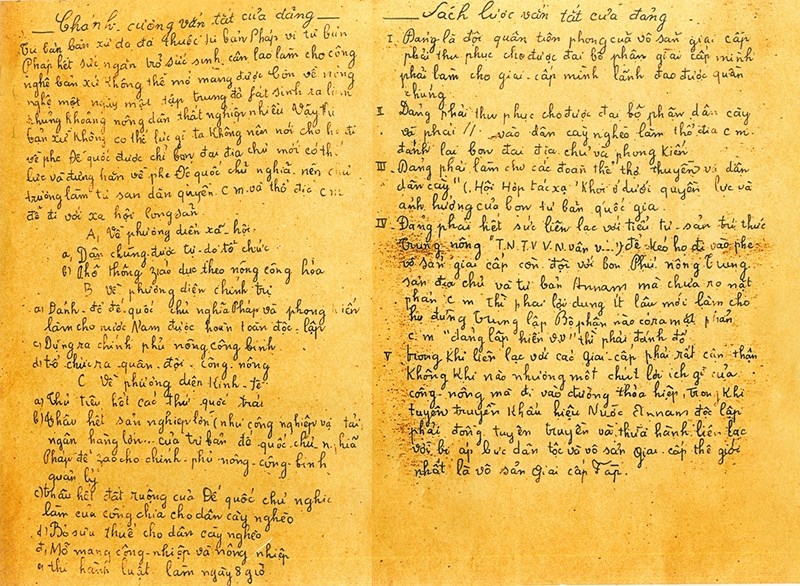 Chanh cương vắn tắt của đảng
Tư bản bản xứ đã thuộc tư bản Pháp, vì tư bản
Pháp hết sức ngăn trở sức sinh sản làm cho công
nghệ bản xứ không thể mở mang được. Còn về nông
nghệ một ngày một tập trung đã phát sinh ra lắm
khủng hoảng nông dân thất nghiệp nhiều. Vậy tư
bản xứ không có thế lực gì ta không nên nói cho họ đi
về phe Đế quốc được chỉ bọn đại địa chủ mới có thế
lực và đứng hẳn về phe Đế quốc chủ nghĩa nên chủ
trương làm tư sản dân quyền c.m. và thổ địa c.m.
để đi tới xã hội cộng sản
A, Về phương diện xã hội
a, Dân chúng được tự do tổ chức
b) Phổ thông giáo dục theo nông công hóa
B Về phương diện chính trị
a) Đánh đổ đế quốc chủ nghĩa Pháp và phong kiến
làm cho nước Nam được hoàn toàn độc lập
c) Dựng ra chính phủ nông công binh
d) tổ chức ra quân đội công nông
C Về phương diện kinh tế
a) Thủ tiêu hết các thứ quốc trái
b) thâu hết sản nghiệp lớn (như công nghiệp vận tải,
ngân hàng lớn... của tư bản đế quốc chủ nghĩa
Pháp để giao cho chính phủ nông công binh
quản lý
c) thâu hết đất ruộng của Đế quốc chủ nghĩa
làm của công chia cho dân cày nghèo
d) Bỏ sưu thuế cho dân cày nghèo
đ) Mở mang công nghiệp và nông nghiệp
e) thi hành luật làm ngày 8 giờ
Sách lược vắn tắt của đảng
I. Đảng là đội quân tiên phong của vô sản giai cấp
phải thu phục cho được đại bộ phận giai cấp mình
phải làm cho giai cấp mình lãnh đạo được quần
chúng.
II Đảng phải thu phục cho được đại bộ phận dân cày
và phải // vào dân cày nghèo làm thổ địa c m.
đánh lại bọn đại địa chủ và phong kiến
III Đảng phải làm cho các đoàn thể thợ thuyền và dân
dân cày" (Hội Hợp tác xã) khỏi ở dưới quyền lực và
ảnh hưởng của bọn tư bản quốc gia.
IV Đảng phải hết sức liên lạc với tiểu tư sản trí thức
trung nông "T.N. T.V V.N. vân v...") để kéo họ đi vào phe
vô sản giai cấp còn đối với bọn Phú nông Trung
sản địa chủ và tư bản Annam mà chưa rõ mặt
phản c m thì phải lợi dụng ít lâu mới làm cho
họ đứng trung lập Bộ phận nào có ra mặt phản
c. m "đảng lập hiến v.v" thì phải đánh đổ
V trong khi liên lạc với các giai cấp phải rất cẩn thận
không khi nào nhường một chút lợi ích gì của
công nông mà đi vào đường thỏa hiệp, trong khi
tuyên truyền khẩu hiệu Nước Annam độc lập
phải đồng tuyên truyền và thừa hành liên lạc
với bị áp bức dân tộc và vô sản giai cấp thế giới
nhất là vô sản giai cấp Fáp.